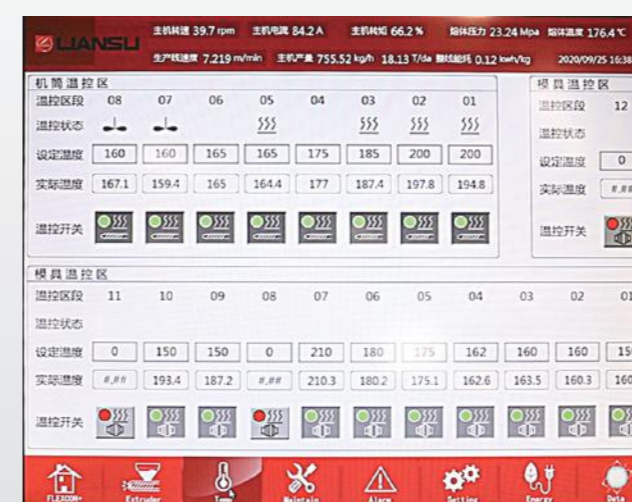 LIANSU
主机转速 39.7 rpm 主机电流 84.2 A 主机转矩 66.2 % 熔体压力 23.24 Mpa 熔体温度 176.4 ℃
生产线速度 7.219 m/min 主机产量 755.52 kg/h 18.13 T/da 整线能耗 0.12 kwh/kg 2020/09/25 16:38
机筒温控区
温控区段 08 07 06 05 04 03 02 01
温控状态
设定温度 160 160 165 165 175 185 200 200
实际温度 167.1 159.4 165 164.4 177 187.4 197.8 194.8
温控开关
模具温控区
温控区段 12
温控状态
设定温度 0
实际温度 #.##
温控开关
模具温控区
温控区段 11 10 09 08 07 06 05 04 03 02 01
温控状态
设定温度 0 150 150 0 210 180 175 162 160 160
实际温度 #.## 193.4 187.2 #.## 210.3 180.2 175.1 162.6 163.5 160.3 160
温控开关
FLEXCON+ Extruder Temp Maintain Alarm Setting Energy Data